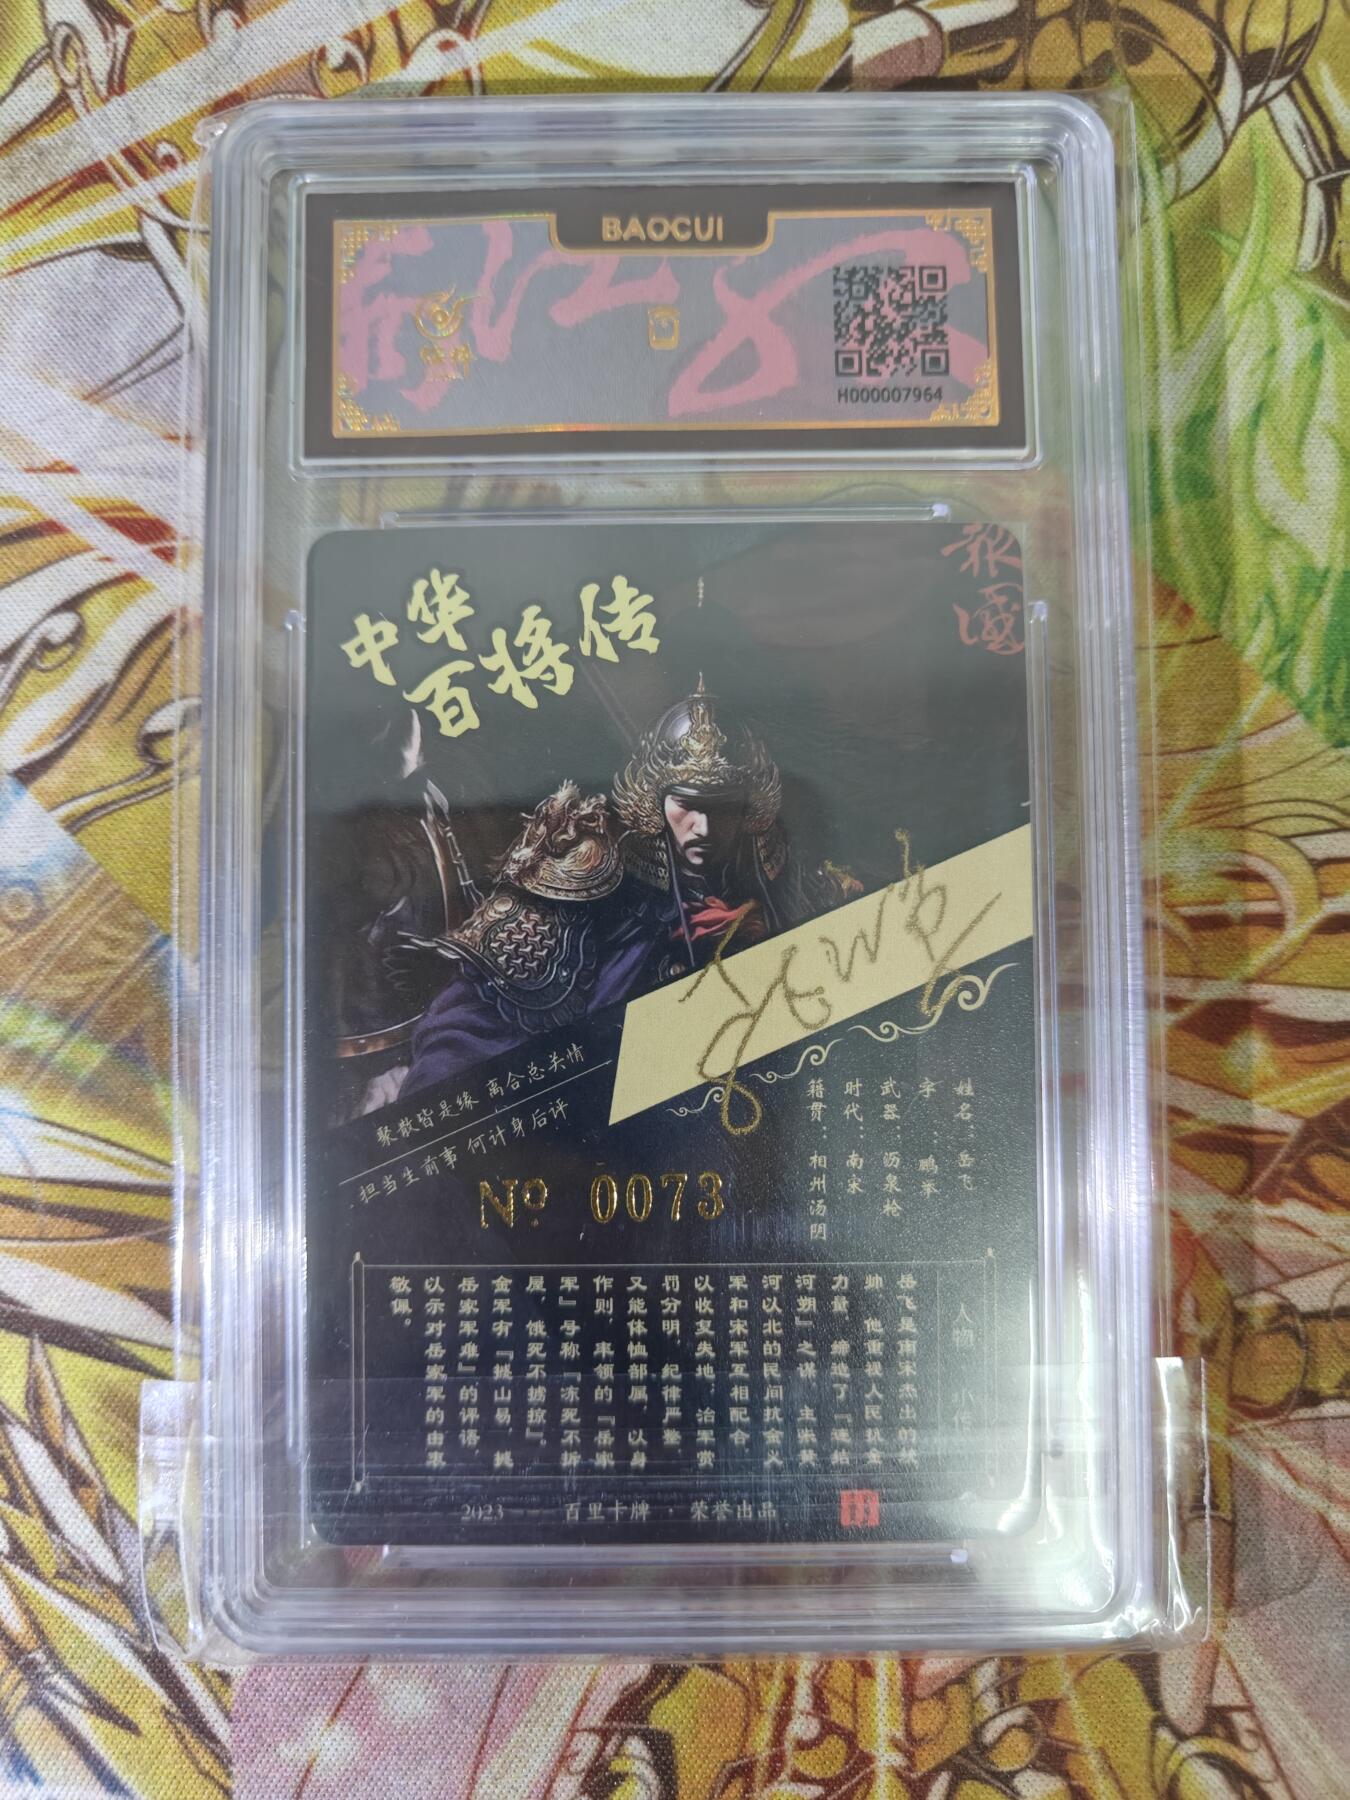 BAOCUI
H000007964
報國
中华
百将传
聚散皆是缘 离合总关情
担当生前事 何计身后评
姓名：岳飞
字：鹏举
武器：沥泉枪
时代：南宋
籍贯：相州汤阴
Nº 0073
人物小传
岳飞是南宋杰出的统
帅，他重视人民抗金
力量，缔造了“连结
河朔”之谋，主张黄
河以北的民间抗金义
军和宋军互相配合，
以收复失地，治军赏
罚分明，纪律严整，
又能体恤部属，以身
作则，率领的“岳家
军”号称“冻死不拆
屋，饿死不掳掠”。
金军有“撼山易，撼
岳家军难”的评语，
以示对岳家军的由衷
敬佩。
2023 — 百里卡牌·荣誉出品